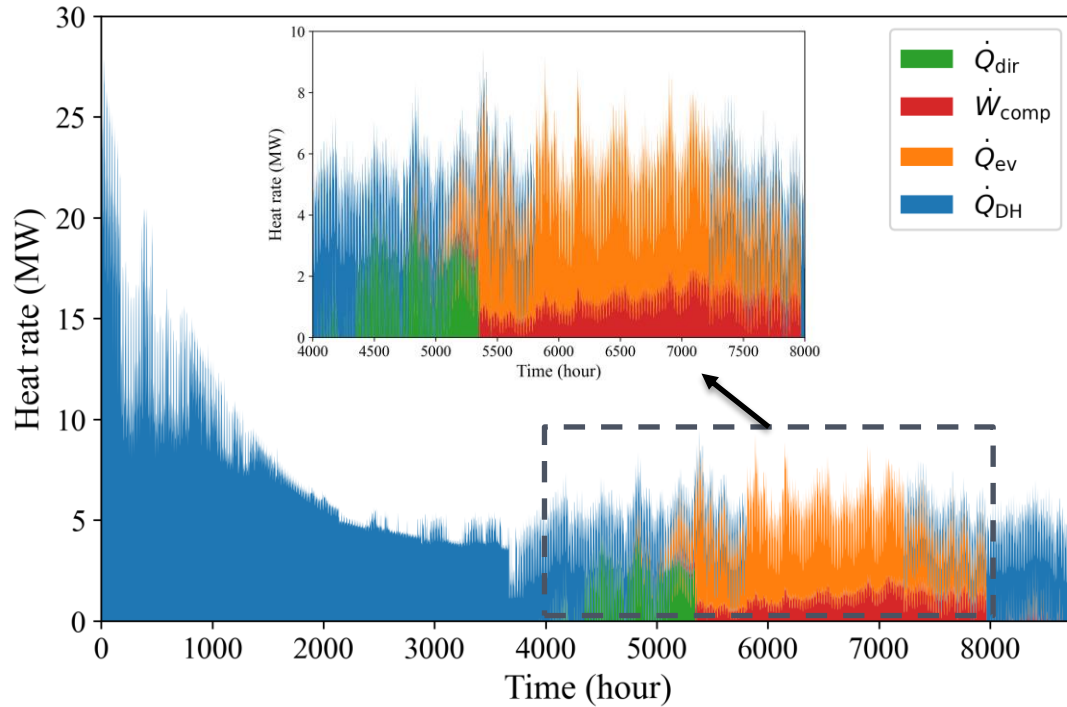 30
25
20
15
10
5
0
Heat rate (MW)
0 1000 2000 3000 4000 5000 6000 7000 8000
Time (hour)
10
8
6
4
2
0
Heat rate (MW)
4000 4500 5000 5500 6000 6500 7000 7500 8000
Time (hour)
Q̇dir
Ẇcomp
Q̇ev
Q̇DH